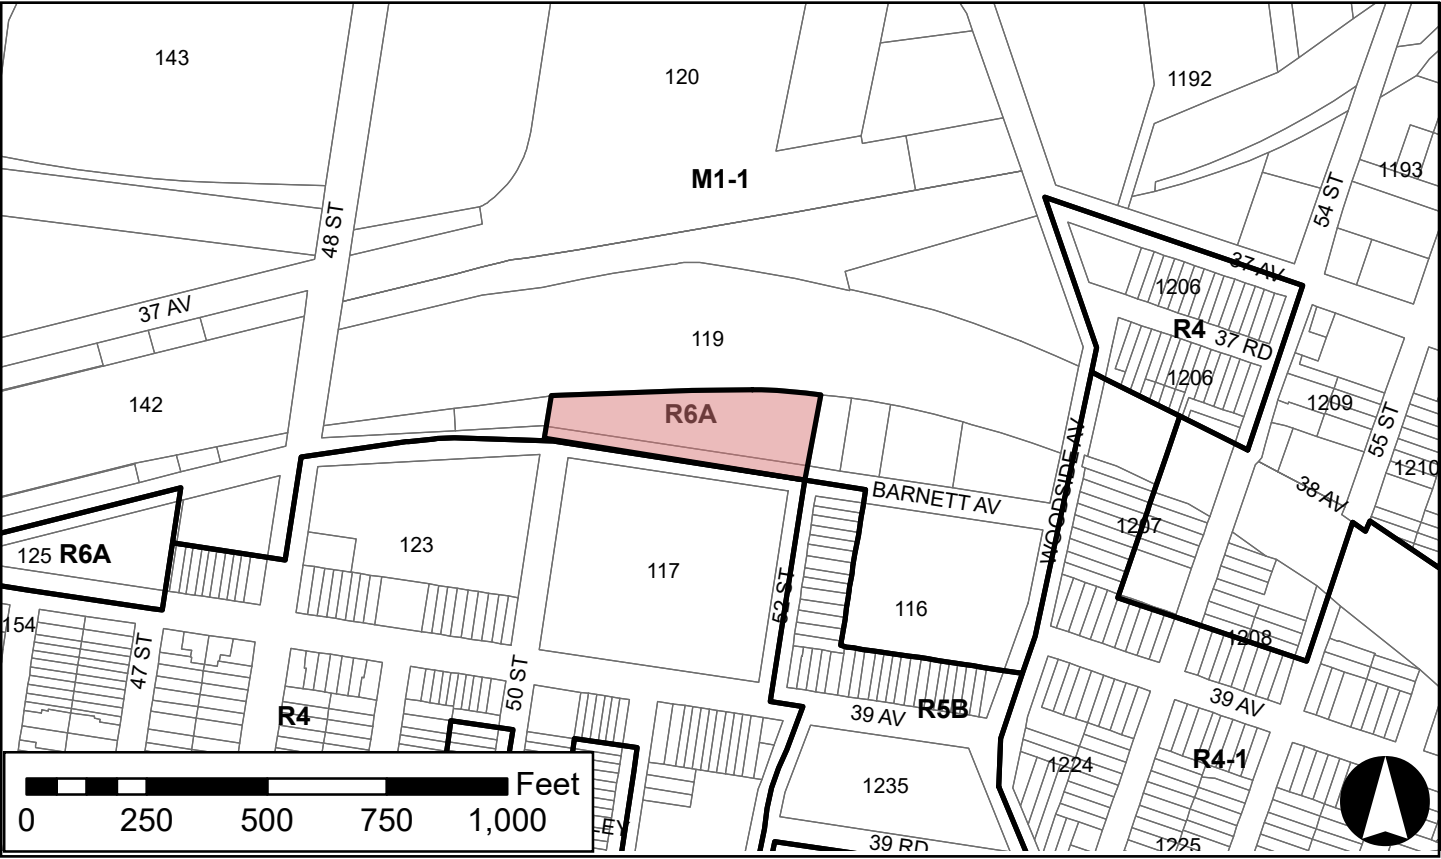 143
120
1192
1193
M1-1
54 ST
48 ST
37 AV
1206
37 AV
R4
37 RD
119
1206
142
R6A
1209
55 ST
WOODSIDE AV
1210
BARNETT AV
38 AV
1207
125
R6A
123
117
52 ST
116
154
1208
47 ST
50 ST
39 AV
R4
39 AV
R5B
R4-1
1224
1235
Feet
0
250
500
750
1,000
LEY
39 RD
1225